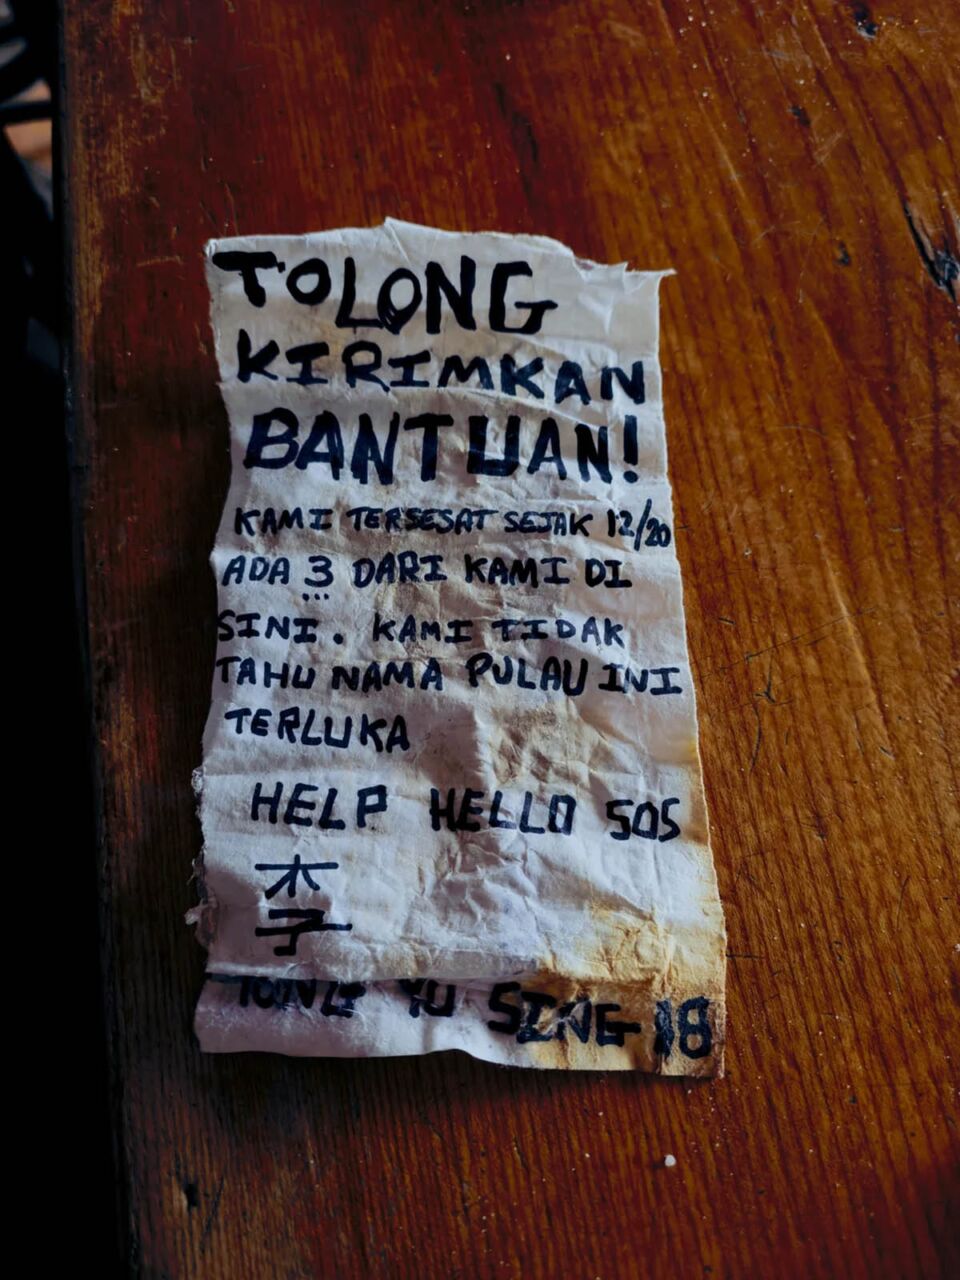 TOLONG
KIRIMKAN
BANTUAN!
KAMI TERSESAT SEJAK 12/20
ADA 3 DARI KAMI DI
SINI. KAMI TIDAK
TAHU NAMA PULAU INI
TERLUKA
HELP HELLO SOS
李
YU SING 18